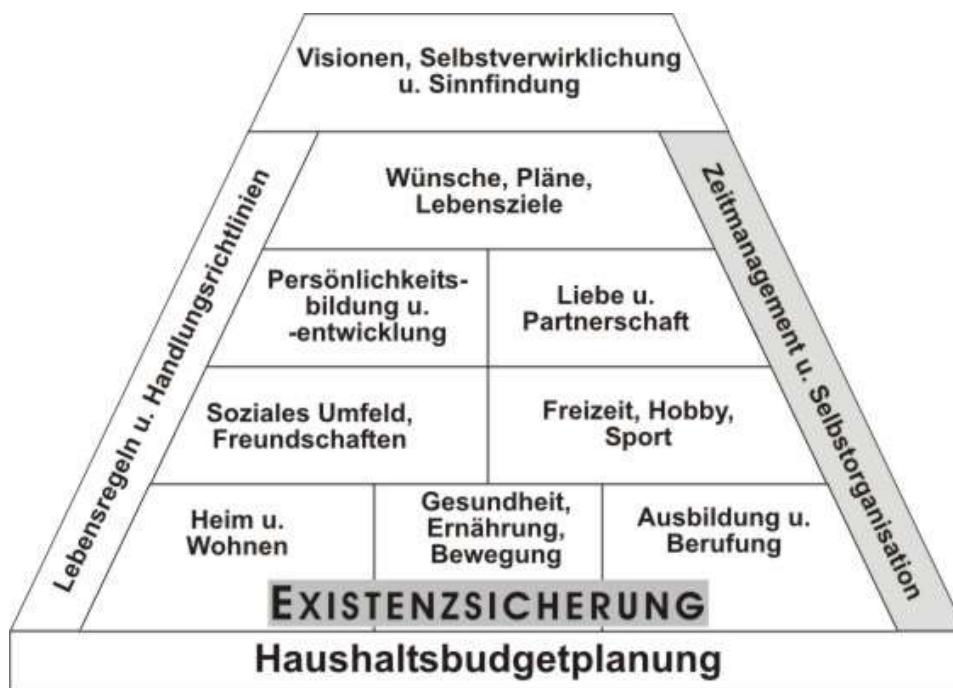 Visionen, Selbstverwirklichung
u. Sinnfindung
Lebensregeln u. Handlungsrichtlinien
Wünsche, Pläne,
Lebensziele
Zeitmanagement u. Selbstorganisation
Persönlichkeits-
bildung u.
-entwicklung
Liebe u.
Partnerschaft
Soziales Umfeld,
Freundschaften
Freizeit, Hobby,
Sport
Heim u.
Wohnen
Gesundheit,
Ernährung,
Bewegung
Ausbildung u.
Berufung
EXISTENZSICHERUNG
Haushaltsbudgetplanung